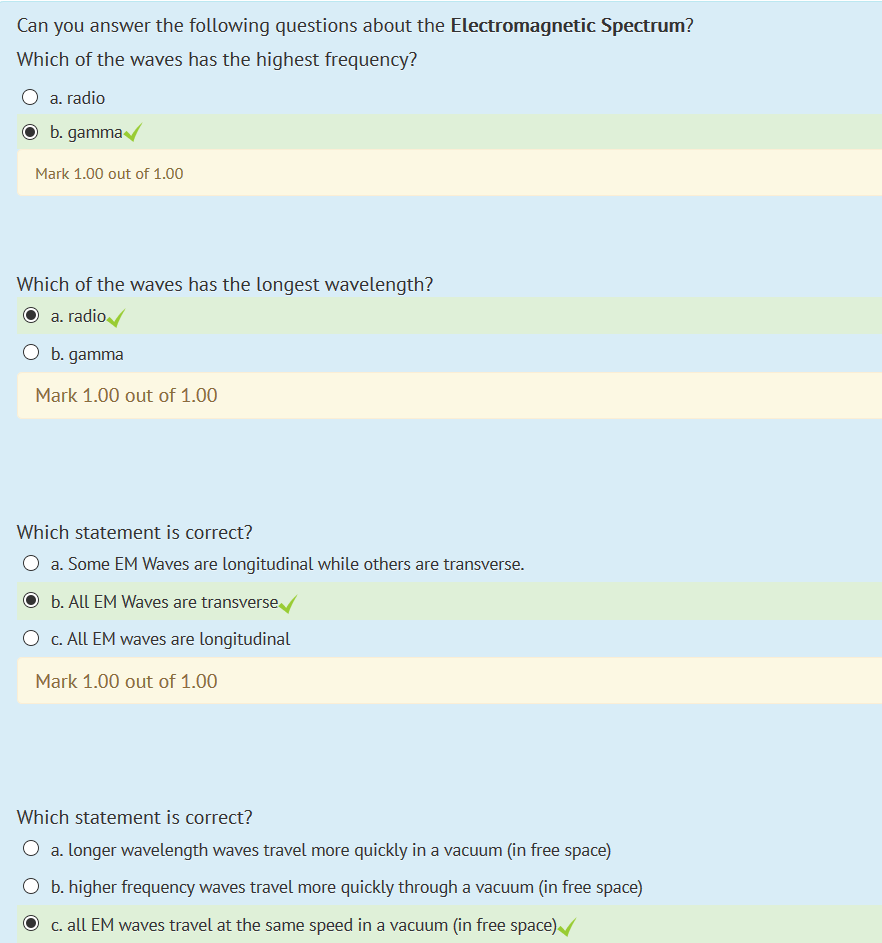 Can you answer the following questions about the Electromagnetic Spectrum?
Which of the waves has the highest frequency?
a. radio
b. gamma
Mark 1.00 out of 1.00
Which of the waves has the longest wavelength?
a. radio
b. gamma
Mark 1.00 out of 1.00
Which statement is correct?
a. Some EM Waves are longitudinal while others are transverse.
b. All EM Waves are transverse
c. All EM waves are longitudinal
Mark 1.00 out of 1.00
Which statement is correct?
a. longer wavelength waves travel more quickly in a vacuum (in free space)
b. higher frequency waves travel more quickly through a vacuum (in free space)
c. all EM waves travel at the same speed in a vacuum (in free space)